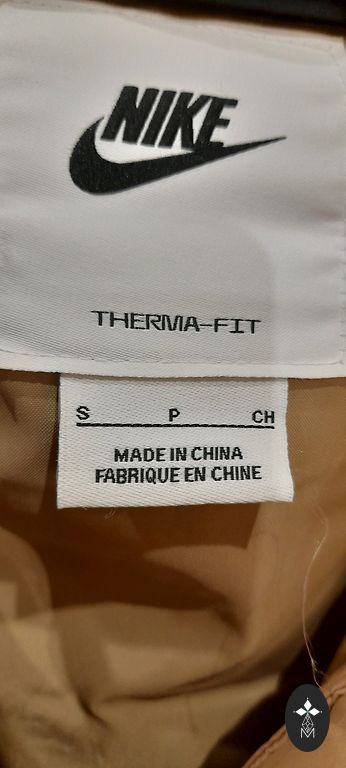 NIKE
THERMA-FIT
S P CH
MADE IN CHINA
FABRIQUE EN CHINE